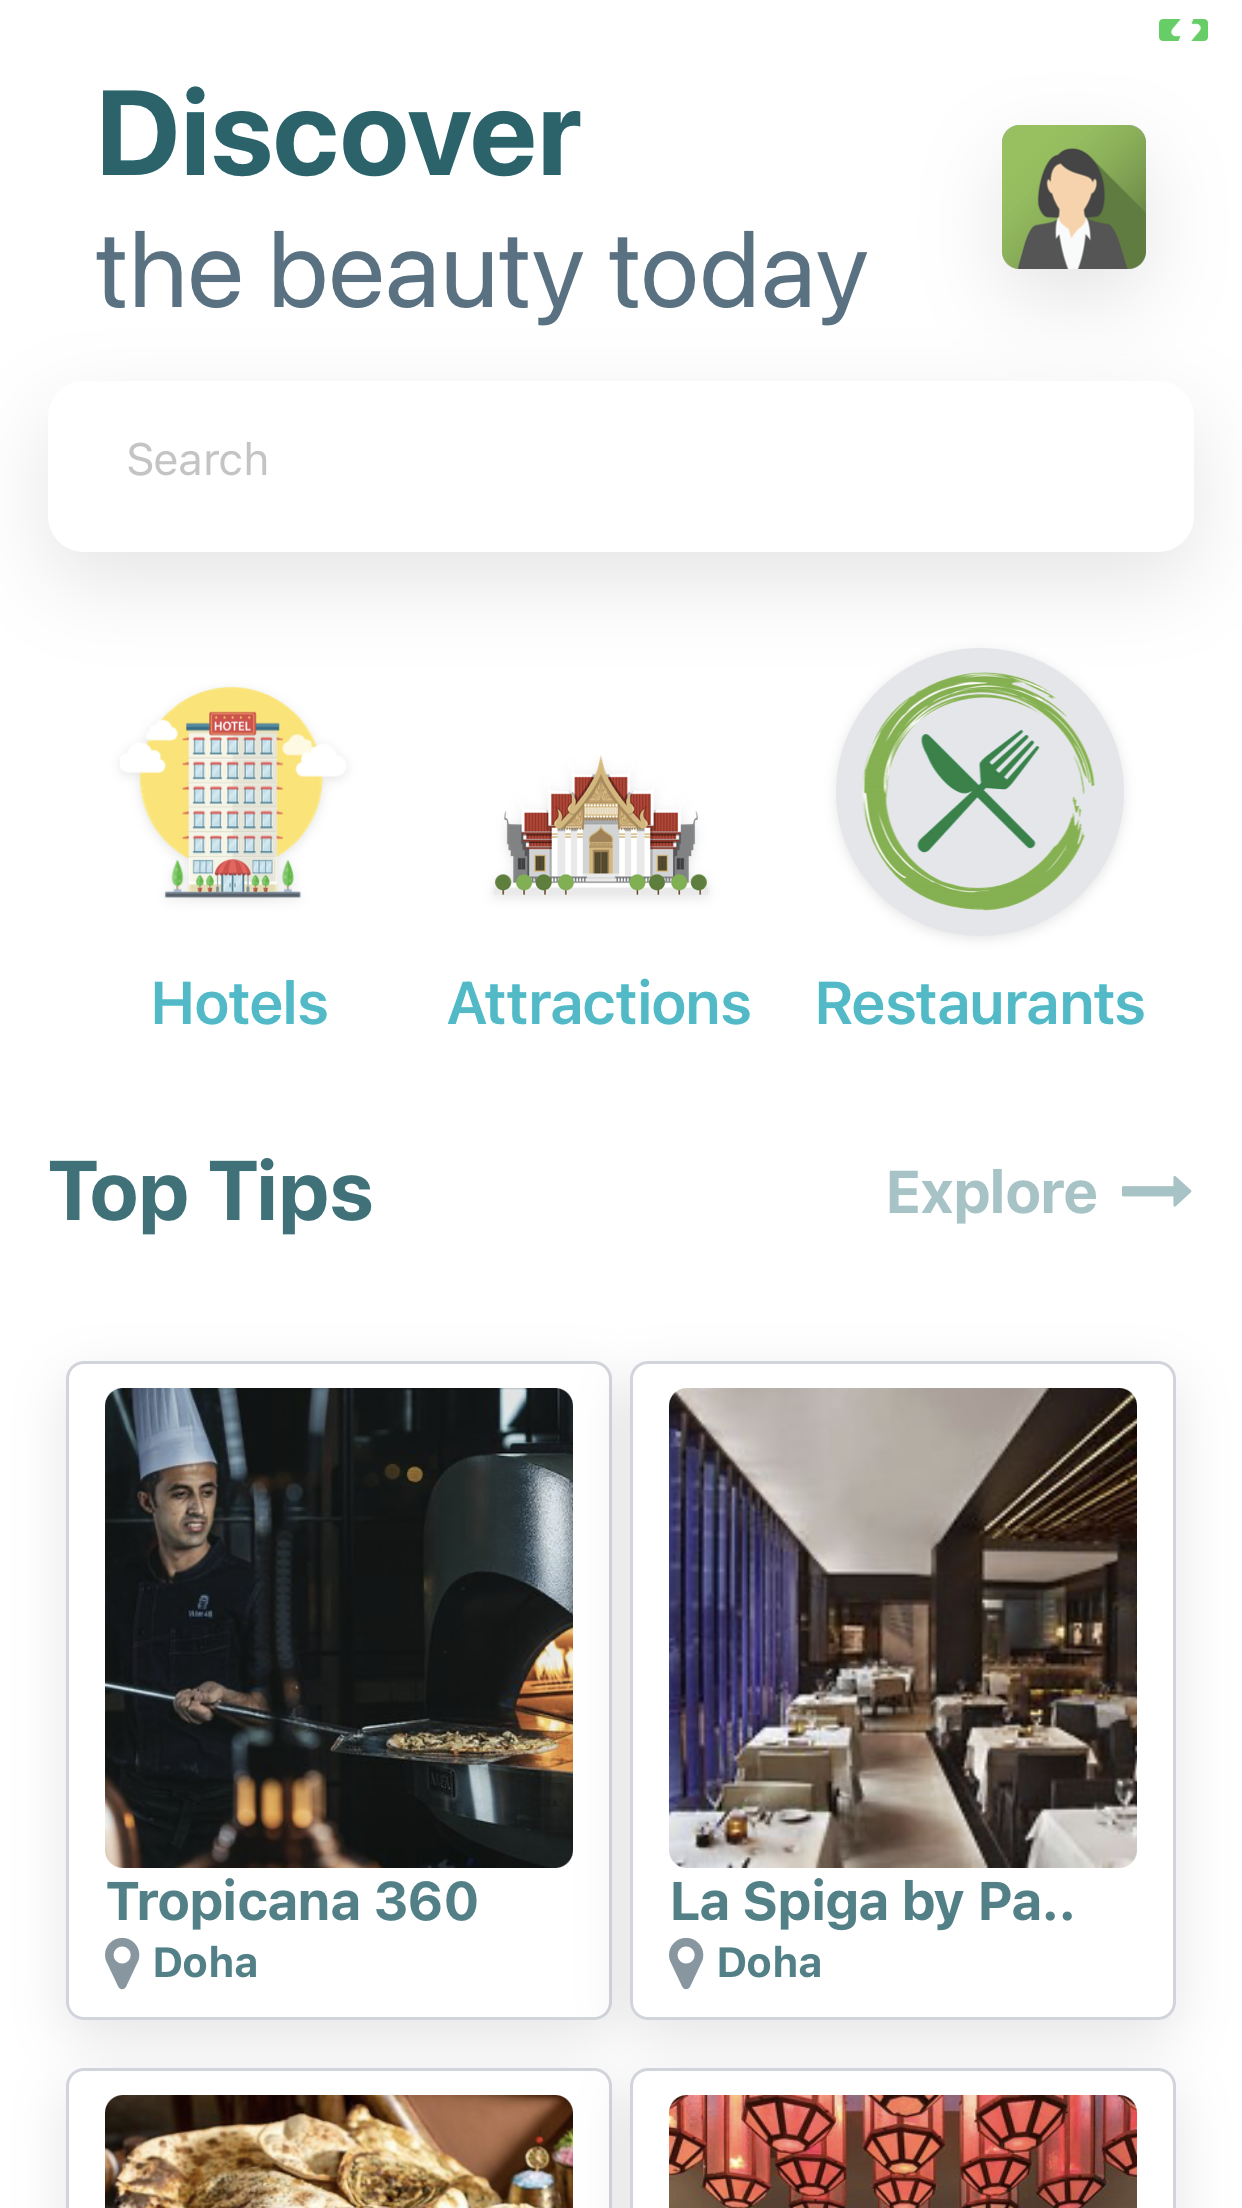 Discover
the beauty today
Search
HOTEL
Hotels
Attractions
Restaurants
Top Tips
Explore
Tropicana 360
Doha
La Spiga by Pa..
Doha